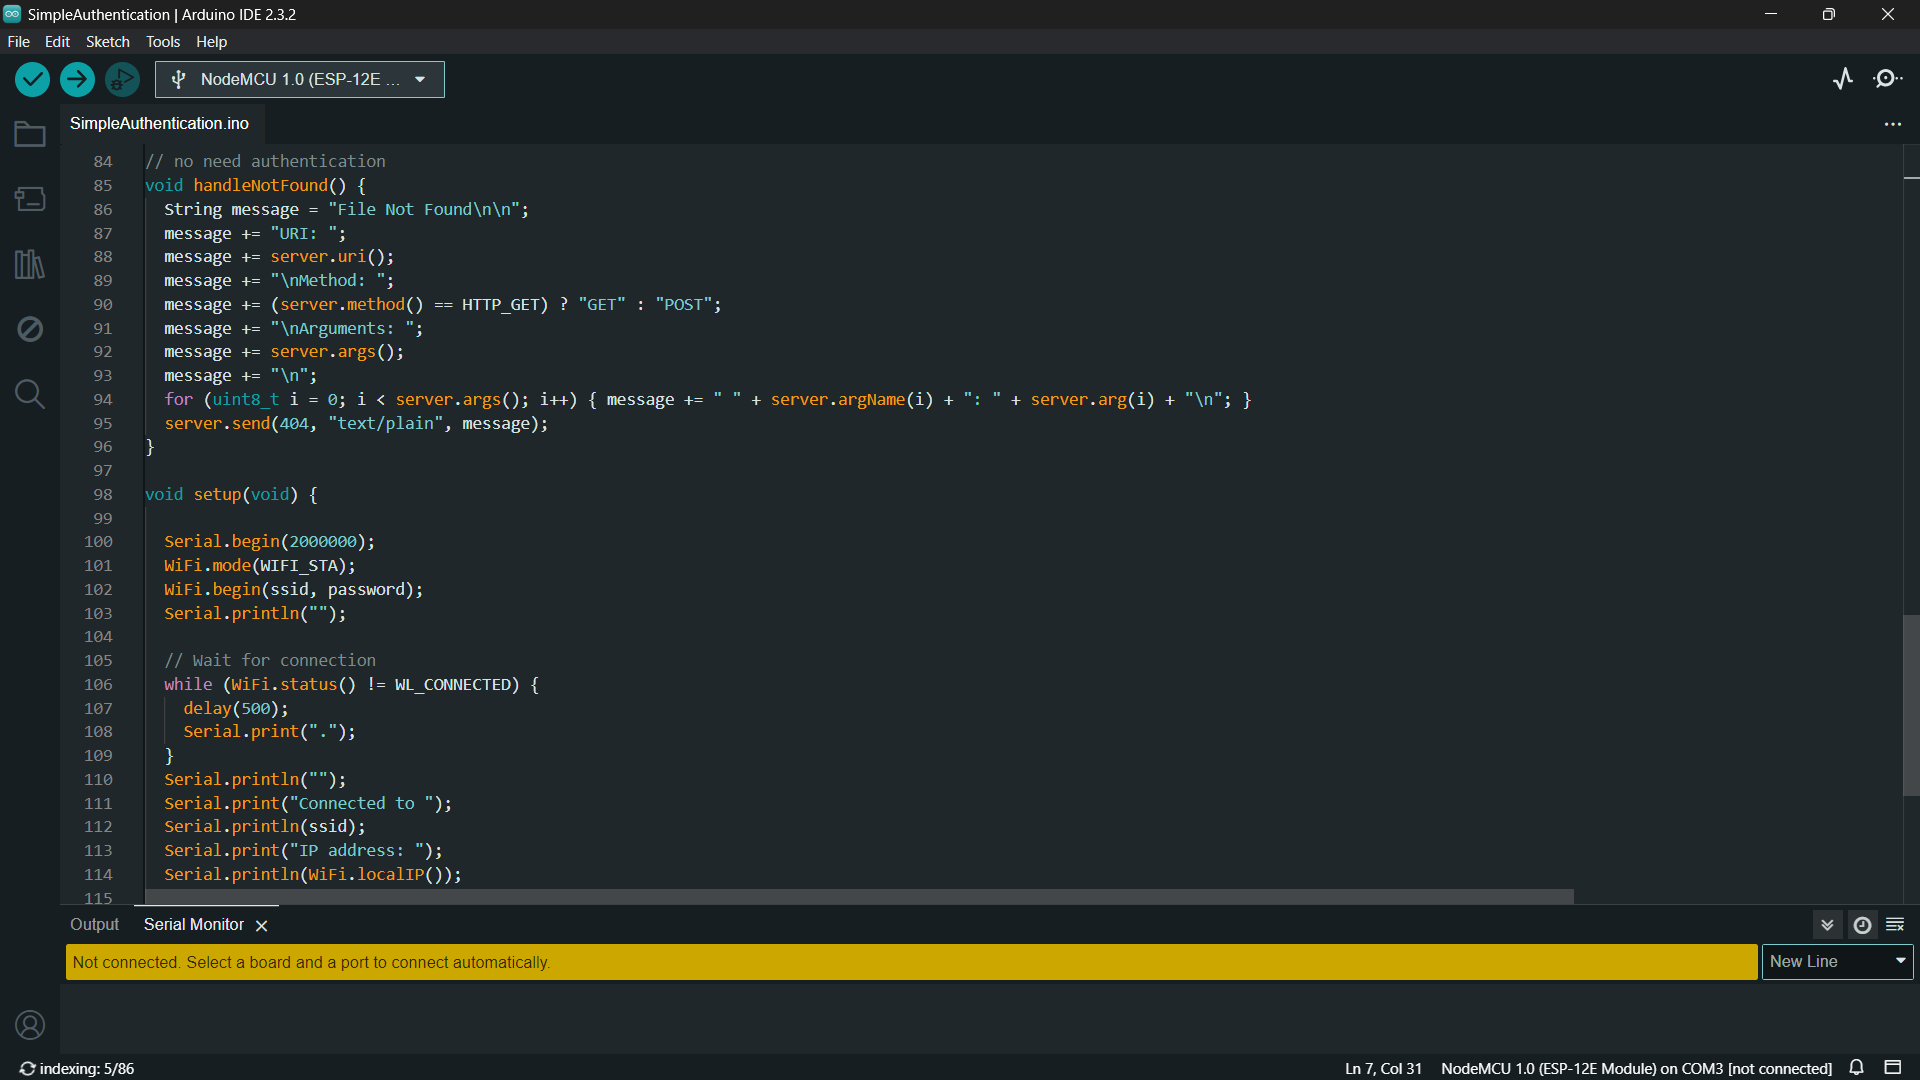 SimpleAuthentication | Arduino IDE 2.3.2
File Edit Sketch Tools Help
NodeMCU 1.0 (ESP-12E ...
SimpleAuthentication.ino
84 // no need authentication
85 void handleNotFound() {
86 String message = "File Not Found\n\n";
87 message += "URI: ";
88 message += server.uri();
89 message += "\nMethod: ";
90 message += (server.method() == HTTP_GET) ? "GET" : "POST";
91 message += "\nArguments: ";
92 message += server.args();
93 message += "\n";
94 for (uint8_t i = 0; i < server.args(); i++) { message += " " + server.argName(i) + ": " + server.arg(i) + "\n"; }
95 server.send(404, "text/plain", message);
96 }
97
98 void setup(void) {
99
100 Serial.begin(2000000);
101 WiFi.mode(WIFI_STA);
102 WiFi.begin(ssid, password);
103 Serial.println("");
104
105 // Wait for connection
106 while (WiFi.status() != WL_CONNECTED) {
107 delay(500);
108 Serial.print(".");
109 }
110 Serial.println("");
111 Serial.print("Connected to ");
112 Serial.println(ssid);
113 Serial.print("IP address: ");
114 Serial.println(WiFi.localIP());
115
Output Serial Monitor
Not connected. Select a board and a port to connect automatically.
New Line
indexing: 5/86
Ln 7, Col 31 NodeMCU 1.0 (ESP-12E Module) on COM3 [not connected]